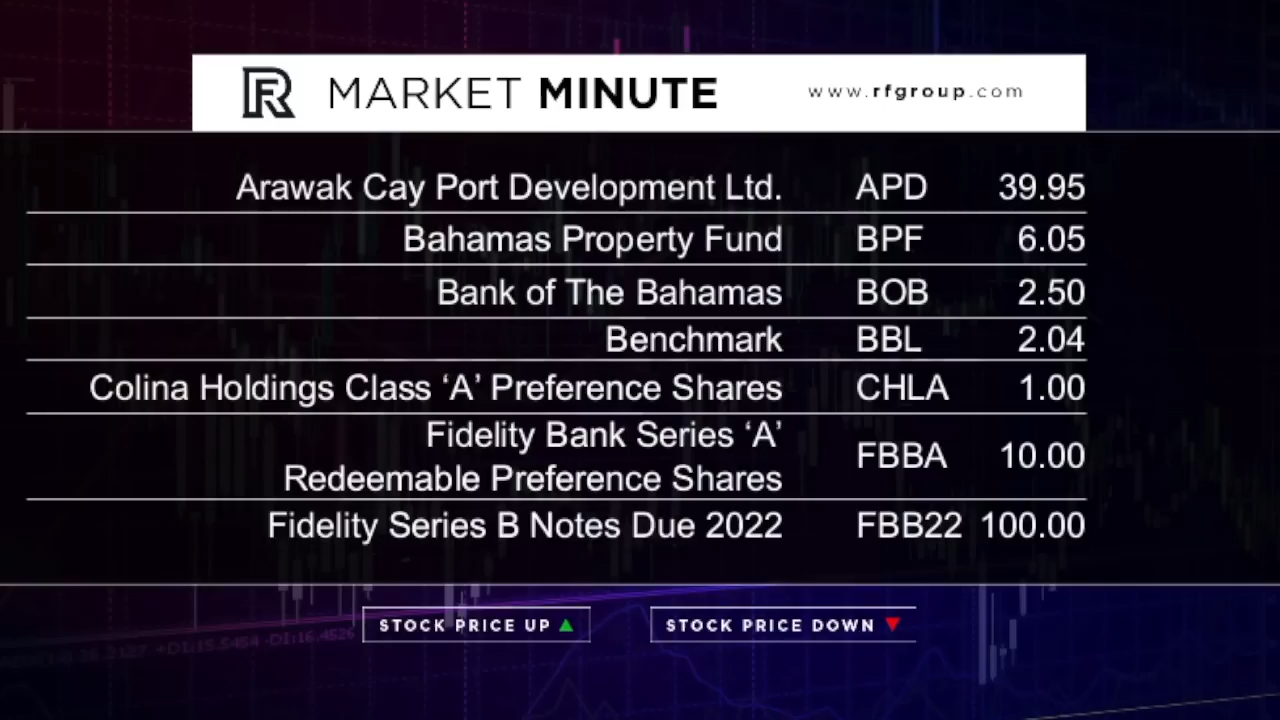 R MARKET MINUTE www.rfgroup.com
Arawak Cay Port Development Ltd. APD 39.95
Bahamas Property Fund BPF 6.05
Bank of The Bahamas BOB 2.50
Benchmark BBL 2.04
Colina Holdings Class ‘A’ Preference Shares CHLA 1.00
Fidelity Bank Series ‘A’
Redeemable Preference Shares FBBA 10.00
Fidelity Series B Notes Due 2022 FBB22 100.00
STOCK PRICE UP ▲ STOCK PRICE DOWN ▼